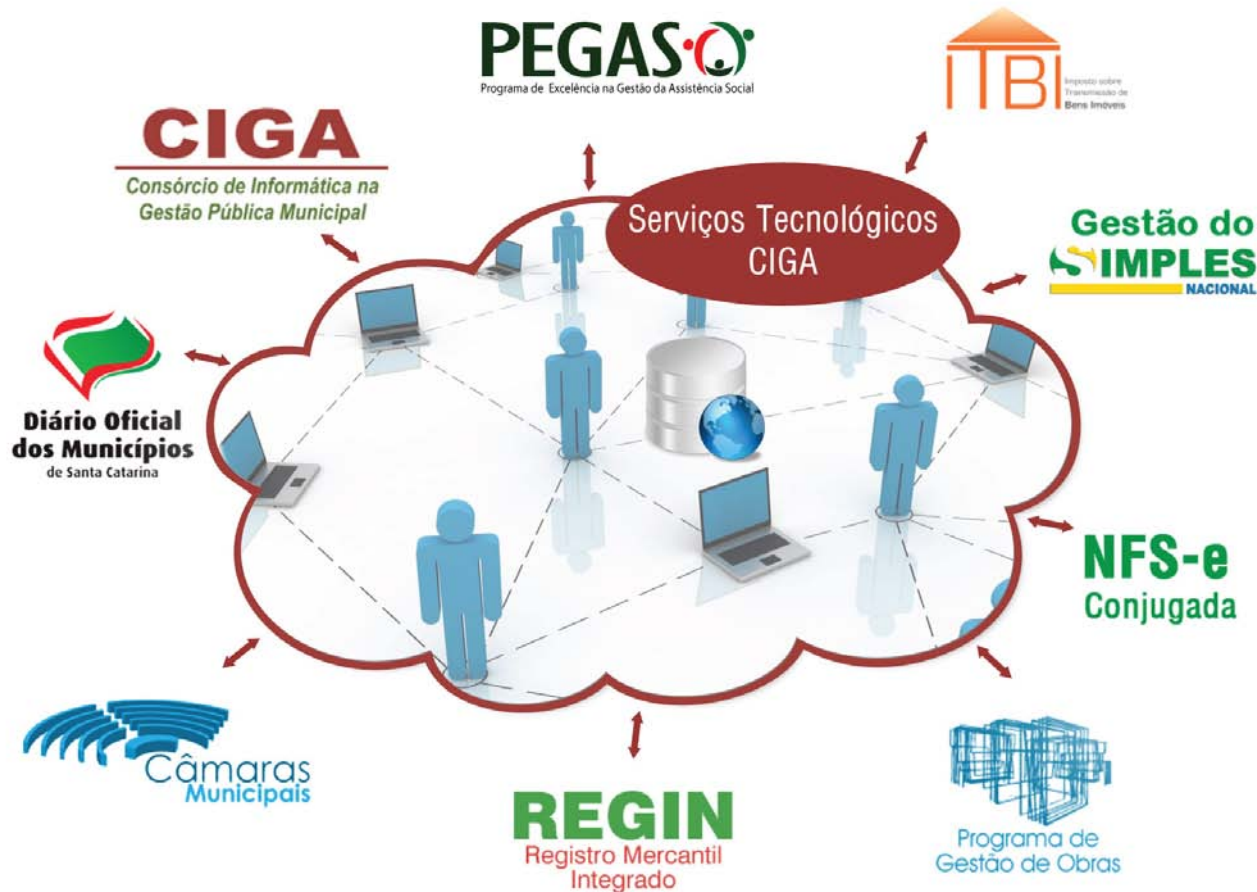 PEGASO
Programa de Excelência na Gestão da Assistência Social
ITBI
Imposto sobre
Transmissão de
Bens Imóveis
CIGA
Consórcio de Informática na
Gestão Pública Municipal
Serviços Tecnológicos
CIGA
Gestão do
SIMPLES
NACIONAL
Diário Oficial
dos Municípios
de Santa Catarina
NFS-e
Conjugada
Câmaras
Municipais
REGIN
Registro Mercantil
Integrado
Programa de
Gestão de Obras